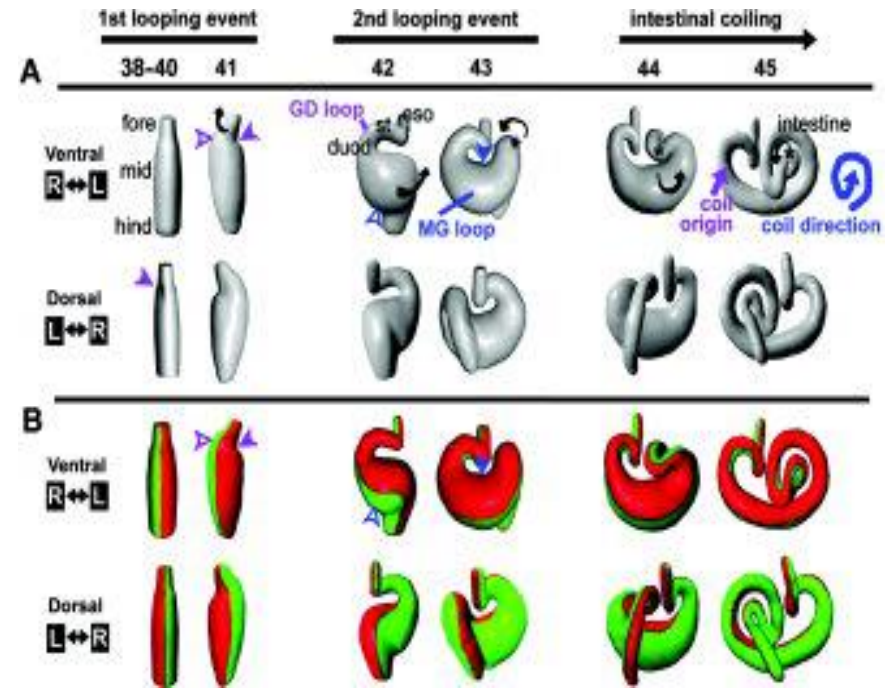 1st looping event 2nd looping event intestinal coiling
A 38-40 41 42 43 44 45
fore GD loop st eso intestine
duod
Ventral mid
R L
coil
hind MG loop origin coil direction
Dorsal
L R
B
Ventral
R L
Dorsal
L R